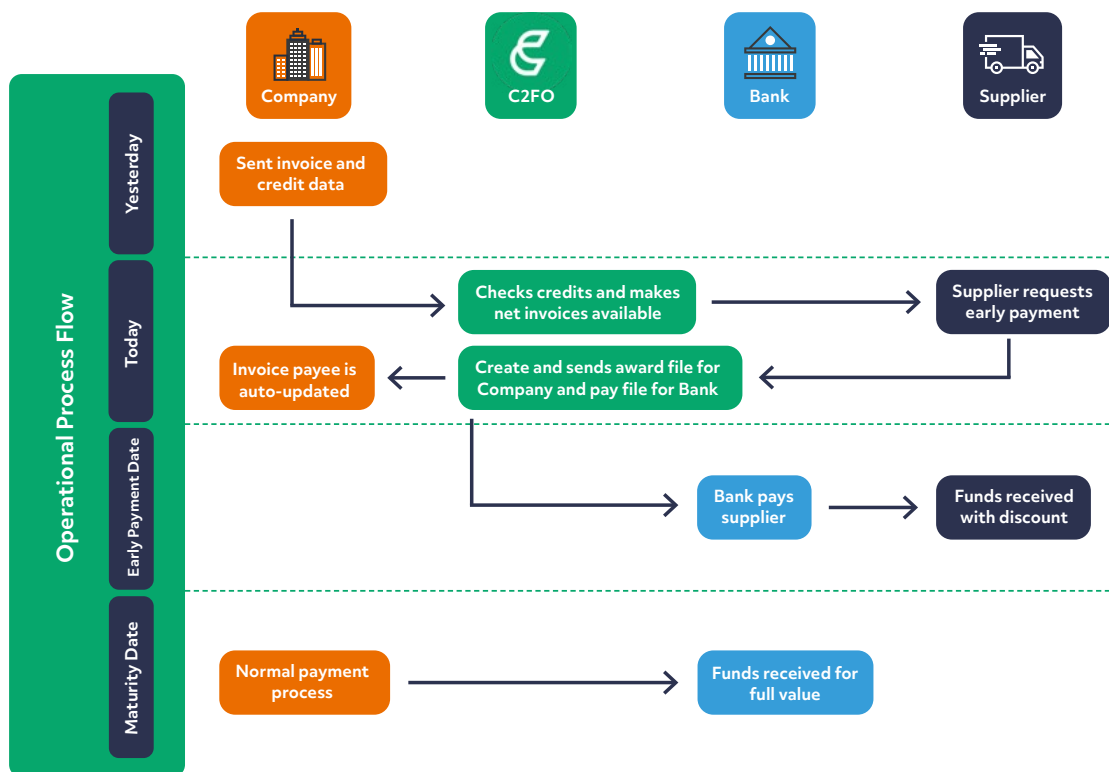 Company
C2FO
Bank
Supplier
Operational Process Flow
Yesterday
Sent invoice and
credit data
Today
Checks credits and makes
net invoices available
Supplier requests
early payment
Invoice payee is
auto-updated
Create and sends award file for
Company and pay file for Bank
Early Payment Date
Bank pays
supplier
Funds received
with discount
Maturity Date
Normal payment
process
Funds received for
full value